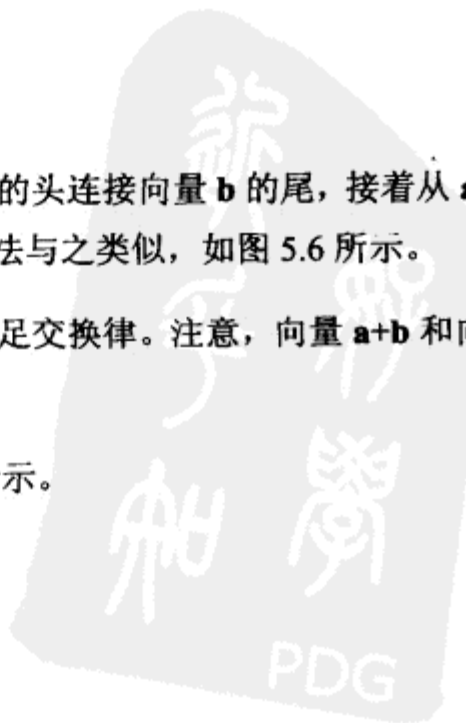 的头连接向量 b 的尾，接着从 a
法与之类似，如图 5.6 所示。
足交换律。注意，向量 a+b 和向
示。
PDG